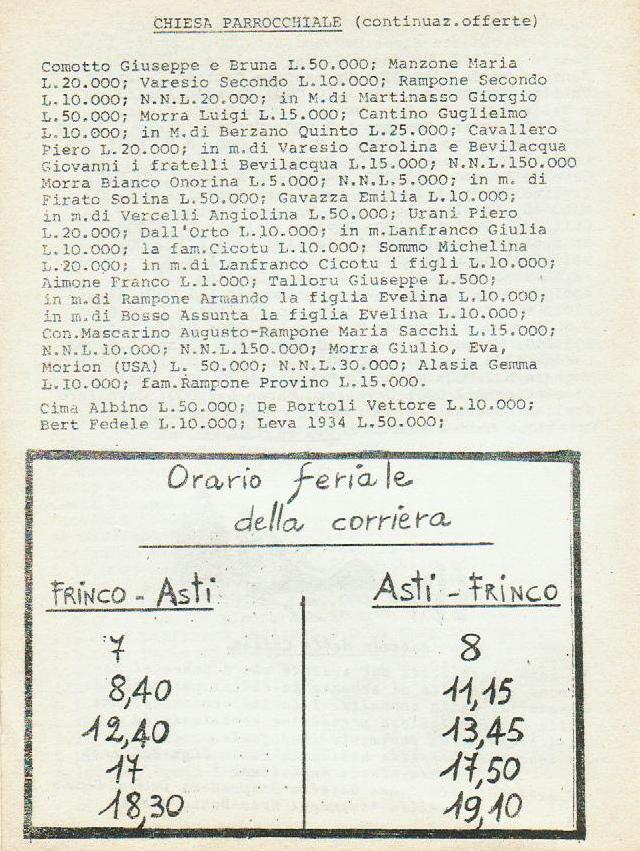 CHIESA PARROCCHIALE (continuaz.offerte)
Comotto Giuseppe e Bruna L.50.000; Manzone Maria
L.20.000; Varesio Secondo L.10.000; Rampone Secondo
L.10.000; N.N.L.20.000; in M.di Martinasso Giorgio
L.50.000; Morra Luigi L.15.000; Cantino Guglielmo
L.10.000; in M.di Berzano Quinto L.25.000; Cavallero
Piero L.20.000; in m.di Varesio Carolina e Bevilacqua
Giovanni i fratelli Bevilacqua L.15.000; N.N.L.150.000
Morra Bianco Onorina L.5.000; N.N.L.5.000; in m. di
Firato Solina L.50.000; Gavazza Emilia L.10.000;
in m.di Vercelli Angiolina L.50.000; Urani Piero
L.20.000; Dall'Orto L.10.000; in m.Lanfranco Giulia
L.10.000; la fam.Cicotu L.10.000; Sommo Michelina
L.20.000; in m.di Lanfranco Cicotu i figli L.10.000;
Aimone Franco L.1.000; Talloru Giuseppe L.500;
in m.di Rampone Armando la figlia Evelina L.10.000;
in m.di Bosso Assunta la figlia Evelina L.10.000;
Con.Mascarino Augusto-Rampone Maria Sacchi L.15.000;
N.N.L.10.000; N.N.L.150.000; Morra Giulio, Eva,
Morion (USA) L. 50.000; N.N.L.30.000; Alasia Gemma
L.I0.000; fam.Rampone Provino L.15.000.
Cima Albino L.50.000; De Bortoli Vettore L.10.000;
Bert Fedele L.10.000; Leva 1934 L.50.000;
Orario feriale
della corriera
FRINCO - ASTI Asti - FRINCO
7 8
8,40 11,15
12,40 13,45
17 17,50
18,30 19,10